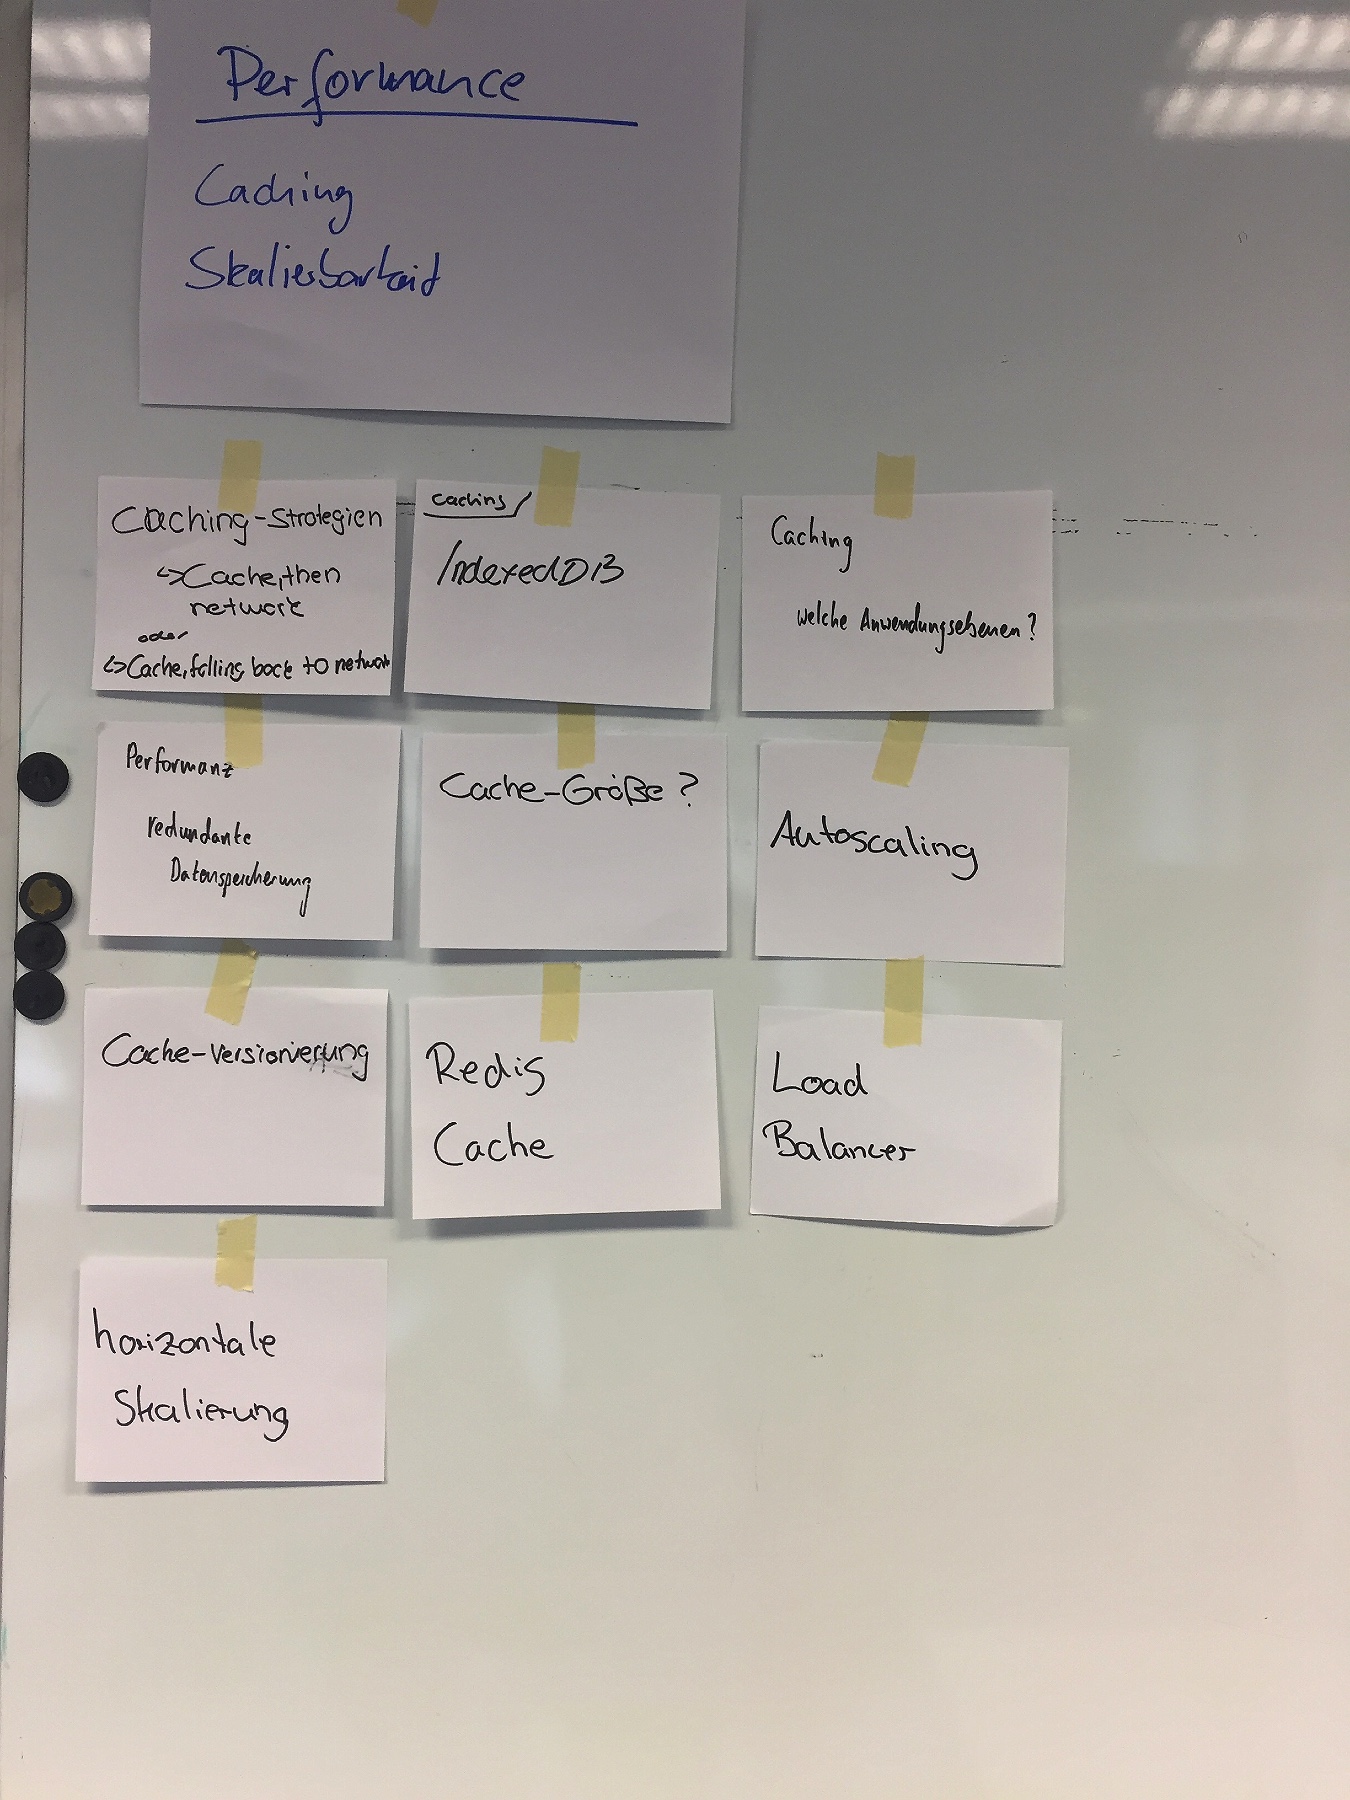 Performance
Caching
Skalierbarkeit
Caching-Strategien
↳Cache, then
network
oder
↳Cache, falling back to network
Caching
IndexedDB
Caching
welche Anwendungsebenen?
Performanz
redundante
Datenspeicherung
Cache-Größe?
Autoscaling
Cache-Versionierung
Redis
Cache
Load
Balancer
horizontale
Skalierung